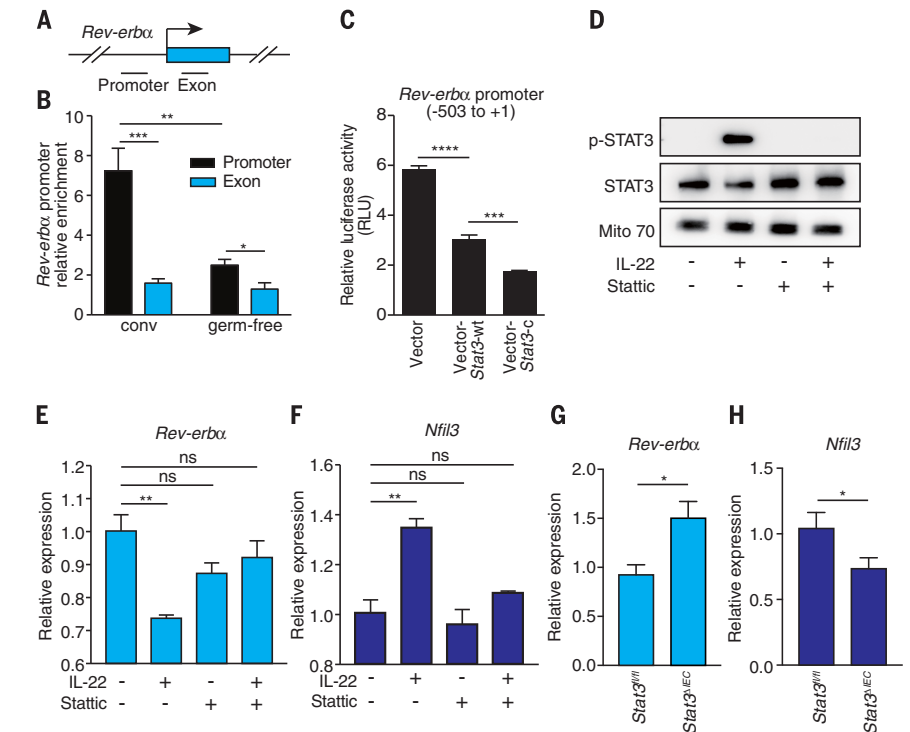 A
Rev-erbα
Promoter Exon
B
Rev-erbα promoter
relative enrichment
10
8
6
4
2
0
**
***
*
Promoter
Exon
conv germ-free
C
Rev-erbα promoter
(-503 to +1)
Relative luciferase activity
(RLU)
8
6
4
2
0
****
***
Vector
Vector-
Stat3-wt
Vector-
Stat3-c
D
p-STAT3
STAT3
Mito 70
IL-22 - + - +
Stattic - - + +
E
Rev-erbα
Relative expression
1.2
1.1
1.0
0.9
0.8
0.7
0.6
ns
ns
**
IL-22 - + - +
Stattic - - + +
F
Nfil3
Relative expression
1.6
1.4
1.2
1.0
0.8
ns
ns
**
IL-22 - + - +
Stattic - - + +
G
Rev-erbα
Relative expression
2.0
1.5
1.0
0.5
0.0
*
Stat3fl/fl
Stat3ΔIEC
H
Nfil3
Relative expression
1.5
1.0
0.5
0.0
*
Stat3fl/fl
Stat3ΔIEC